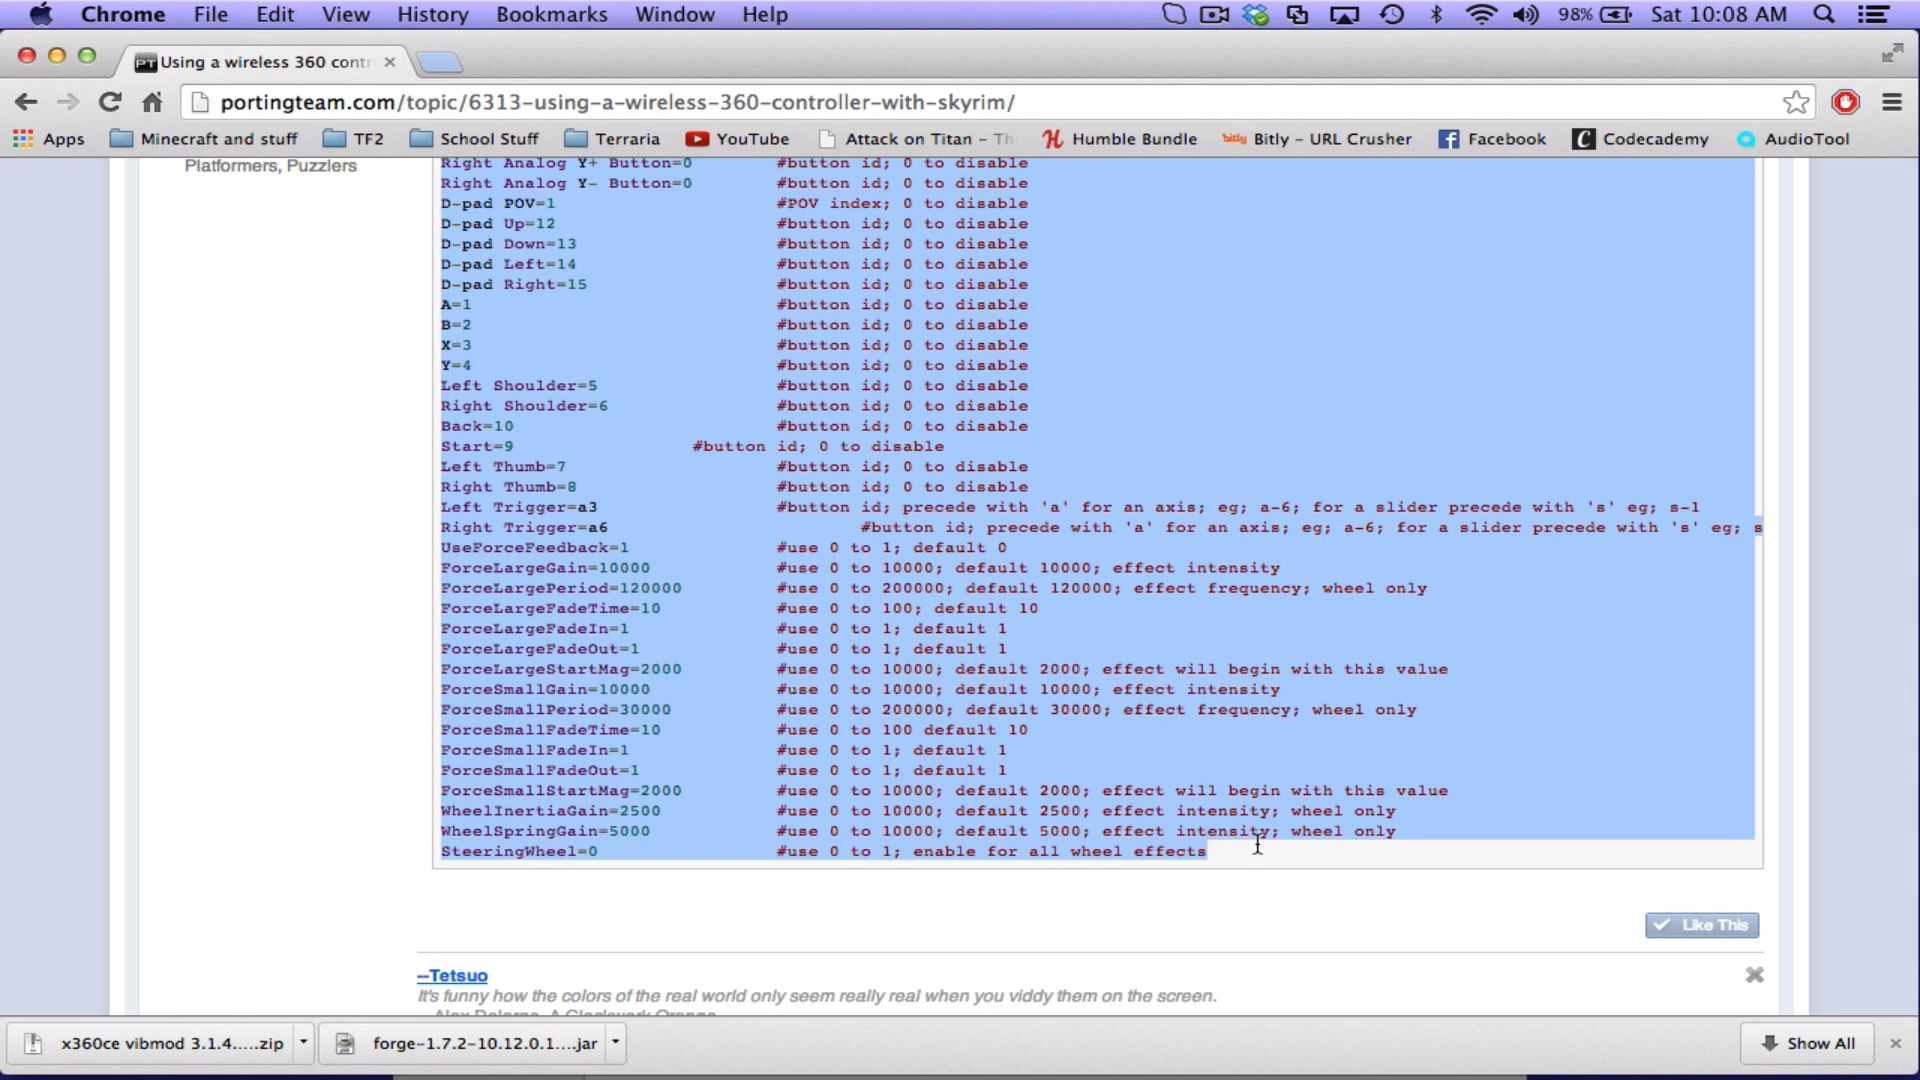 Chrome File Edit View History Bookmarks Window Help 98% Sat 10:08 AM
PT Using a wireless 360 contr
portingteam.com/topic/6313-using-a-wireless-360-controller-with-skyrim/
Apps Minecraft and stuff TF2 School Stuff Terraria YouTube Attack on Titan – Th Humble Bundle bitly Bitly – URL Crusher Facebook Codecademy AudioTool
Platformers, Puzzlers
Right Analog Y+ Button=0 #button id; 0 to disable
Right Analog Y- Button=0 #button id; 0 to disable
D-pad POV=1 #POV index; 0 to disable
D-pad Up=12 #button id; 0 to disable
D-pad Down=13 #button id; 0 to disable
D-pad Left=14 #button id; 0 to disable
D-pad Right=15 #button id; 0 to disable
A=1 #button id; 0 to disable
B=2 #button id; 0 to disable
X=3 #button id; 0 to disable
Y=4 #button id; 0 to disable
Left Shoulder=5 #button id; 0 to disable
Right Shoulder=6 #button id; 0 to disable
Back=10 #button id; 0 to disable
Start=9 #button id; 0 to disable
Left Thumb=7 #button id; 0 to disable
Right Thumb=8 #button id; 0 to disable
Left Trigger=a3 #button id; precede with 'a' for an axis; eg; a-6; for a slider precede with 's' eg; s-1
Right Trigger=a6 #button id; precede with 'a' for an axis; eg; a-6; for a slider precede with 's' eg; s
UseForceFeedback=1 #use 0 to 1; default 0
ForceLargeGain=10000 #use 0 to 10000; default 10000; effect intensity
ForceLargePeriod=120000 #use 0 to 200000; default 120000; effect frequency; wheel only
ForceLargeFadeTime=10 #use 0 to 100; default 10
ForceLargeFadeIn=1 #use 0 to 1; default 1
ForceLargeFadeOut=1 #use 0 to 1; default 1
ForceLargeStartMag=2000 #use 0 to 10000; default 2000; effect will begin with this value
ForceSmallGain=10000 #use 0 to 10000; default 10000; effect intensity
ForceSmallPeriod=30000 #use 0 to 200000; default 30000; effect frequency; wheel only
ForceSmallFadeTime=10 #use 0 to 100 default 10
ForceSmallFadeIn=1 #use 0 to 1; default 1
ForceSmallFadeOut=1 #use 0 to 1; default 1
ForceSmallStartMag=2000 #use 0 to 10000; default 2000; effect will begin with this value
WheelInertiaGain=2500 #use 0 to 10000; default 2500; effect intensity; wheel only
WheelSpringGain=5000 #use 0 to 10000; default 5000; effect intensity; wheel only
SteeringWheel=0 #use 0 to 1; enable for all wheel effects
Like This
--Tetsuo
It's funny how the colors of the real world only seem really real when you viddy them on the screen.
x360ce vibmod 3.1.4.....zip forge-1.7.2-10.12.0.1....jar Show All